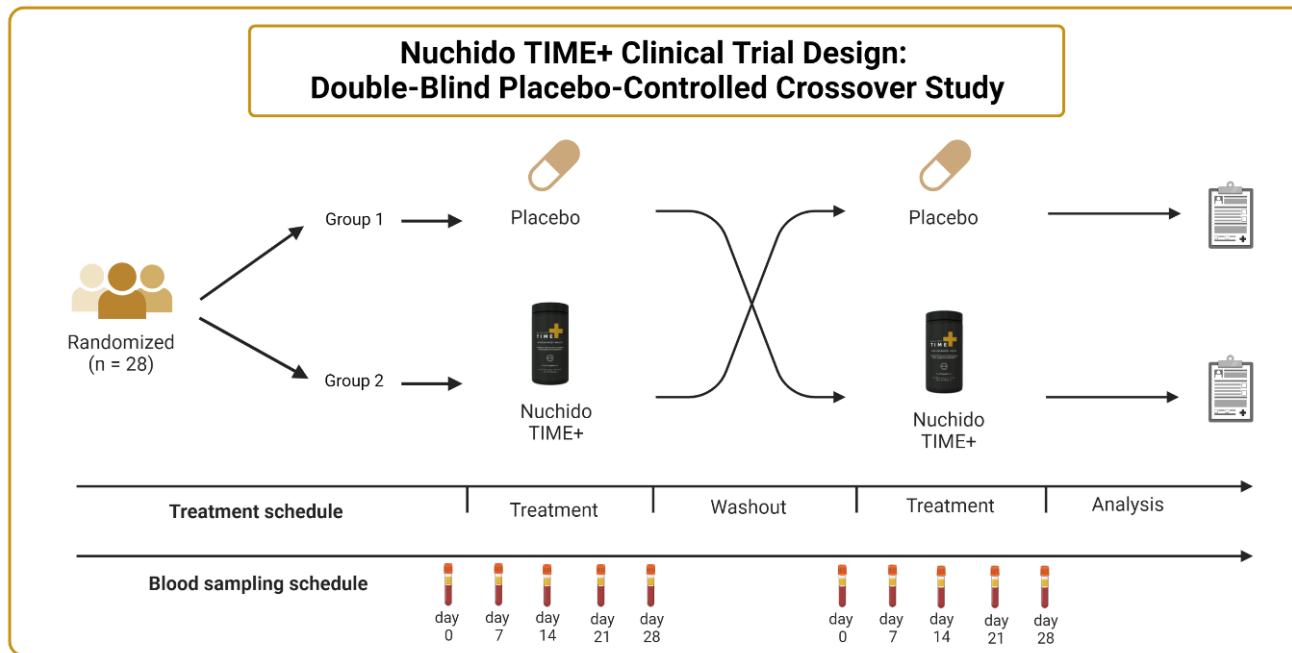 Nuchido TIME+ Clinical Trial Design:
Double-Blind Placebo-Controlled Crossover Study
Group 1
Placebo
Placebo
Randomized
(n = 28)
TIME
TIME
Group 2
Nuchido
TIME+
Nuchido
TIME+
Treatment schedule
Treatment
Washout
Treatment
Analysis
Blood sampling schedule
day
0
day
7
day
14
day
21
day
28
day
0
day
7
day
14
day
21
day
28